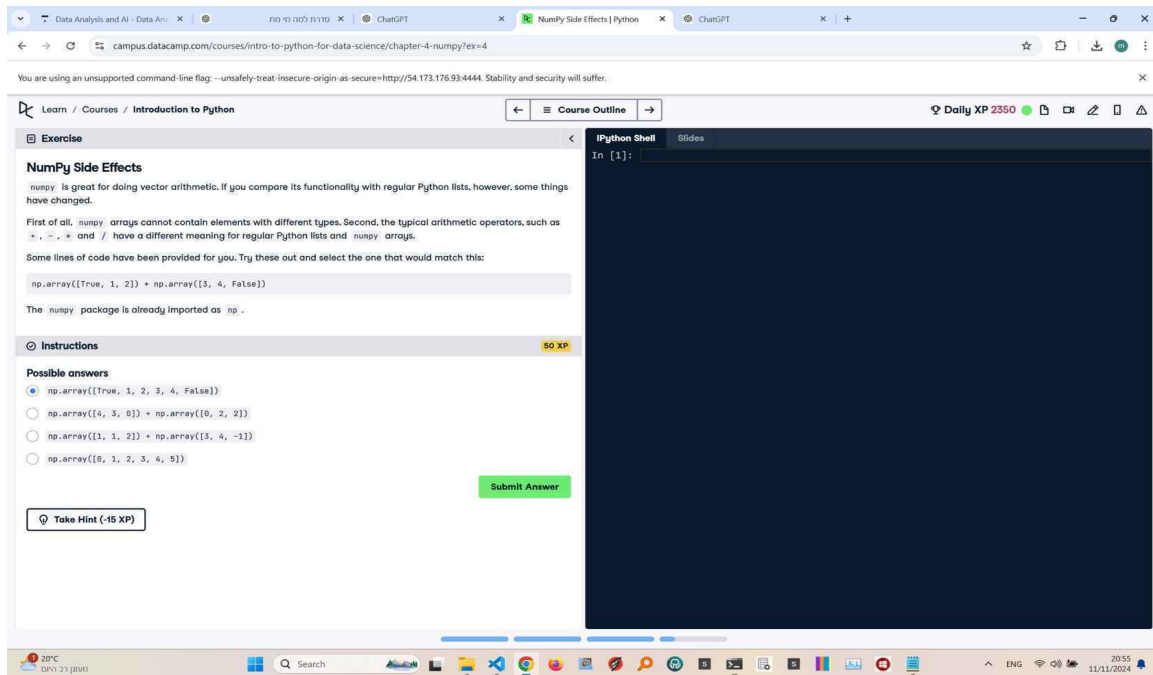 Data Analysis and AI - Data Ana
סדרת למה מי מת
ChatGPT
NumPy Side Effects | Python
ChatGPT
campus.datacamp.com/courses/intro-to-python-for-data-science/chapter-4-numpy?ex=4
m
You are using an unsupported command-line flag: --unsafely-treat-insecure-origin-as-secure=http://54.173.176.93:4444. Stability and security will suffer.
Learn / Courses / Introduction to Python
Course Outline
Daily XP 2350
Exercise
NumPy Side Effects
numpy is great for doing vector arithmetic. If you compare its functionality with regular Python lists, however, some things
have changed.
First of all, numpy arrays cannot contain elements with different types. Second, the typical arithmetic operators, such as
+ , - , * and / have a different meaning for regular Python lists and numpy arrays.
Some lines of code have been provided for you. Try these out and select the one that would match this:
np.array([True, 1, 2]) + np.array([3, 4, False])
The numpy package is already imported as np .
Instructions
50 XP
Possible answers
np.array([True, 1, 2, 3, 4, False])
np.array([4, 3, 0]) + np.array([0, 2, 2])
np.array([1, 1, 2]) + np.array([3, 4, -1])
np.array([0, 1, 2, 3, 4, 5])
Submit Answer
Take Hint (-15 XP)
IPython Shell
Slides
In [1]:
1
20°C
מעונן רב היום
Search
ENG
20:55
11/11/2024